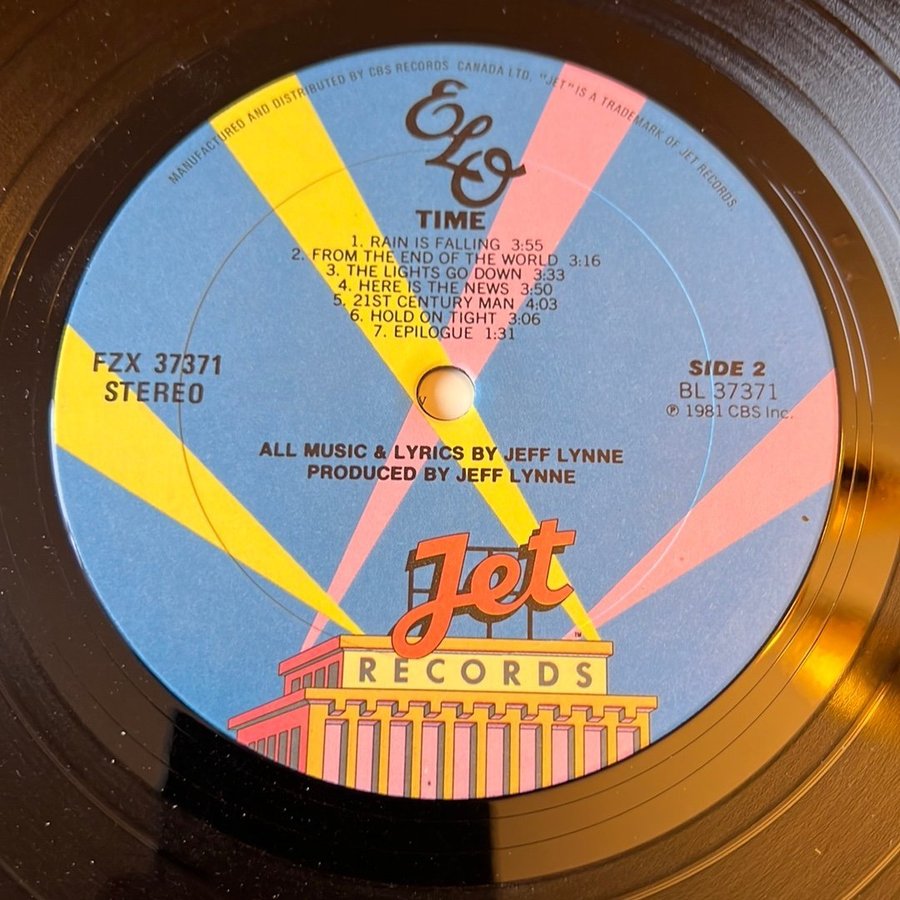 MANUFACTURED AND DISTRIBUTED BY CBS RECORDS CANADA LTD. "JET" IS A TRADEMARK OF JET RECORDS.
ELO
TIME
1. RAIN IS FALLING 3:55
2. FROM THE END OF THE WORLD 3:16
3. THE LIGHTS GO DOWN 3:33
4. HERE IS THE NEWS 3:50
5. 21ST CENTURY MAN 4:03
6. HOLD ON TIGHT 3:06
7. EPILOGUE 1:31
FZX 37371
STEREO
SIDE 2
BL 37371
℗ 1981 CBS Inc.
ALL MUSIC & LYRICS BY JEFF LYNNE
PRODUCED BY JEFF LYNNE
Jet
TM
RECORDS